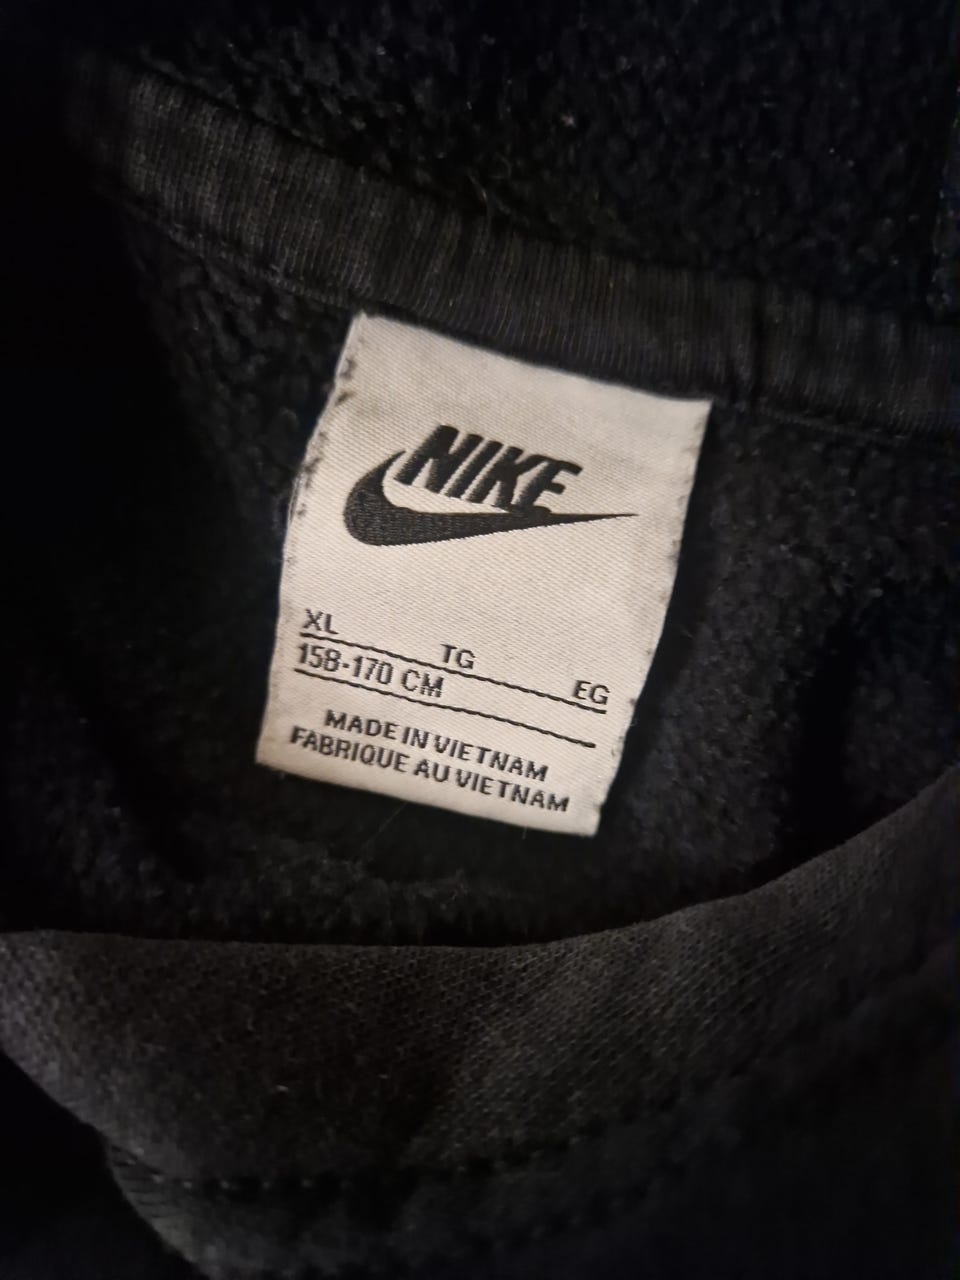 NIKE
XL TG EG
158-170 CM
MADE IN VIETNAM
FABRIQUE AU VIETNAM